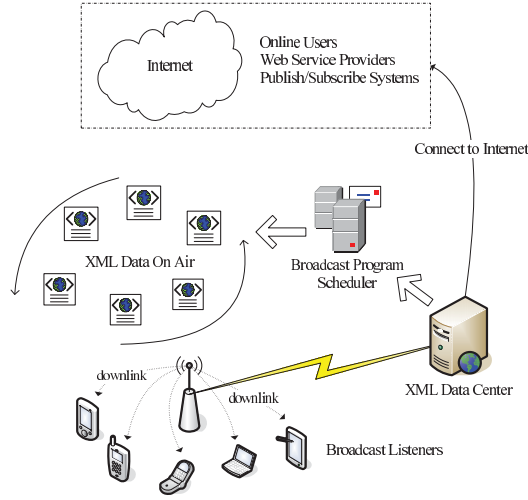 Internet
Online Users
Web Service Providers
Publish/Subscribe Systems
Connect to Internet
XML Data On Air
Broadcast Program
Scheduler
XML Data Center
downlink
downlink
Broadcast Listeners